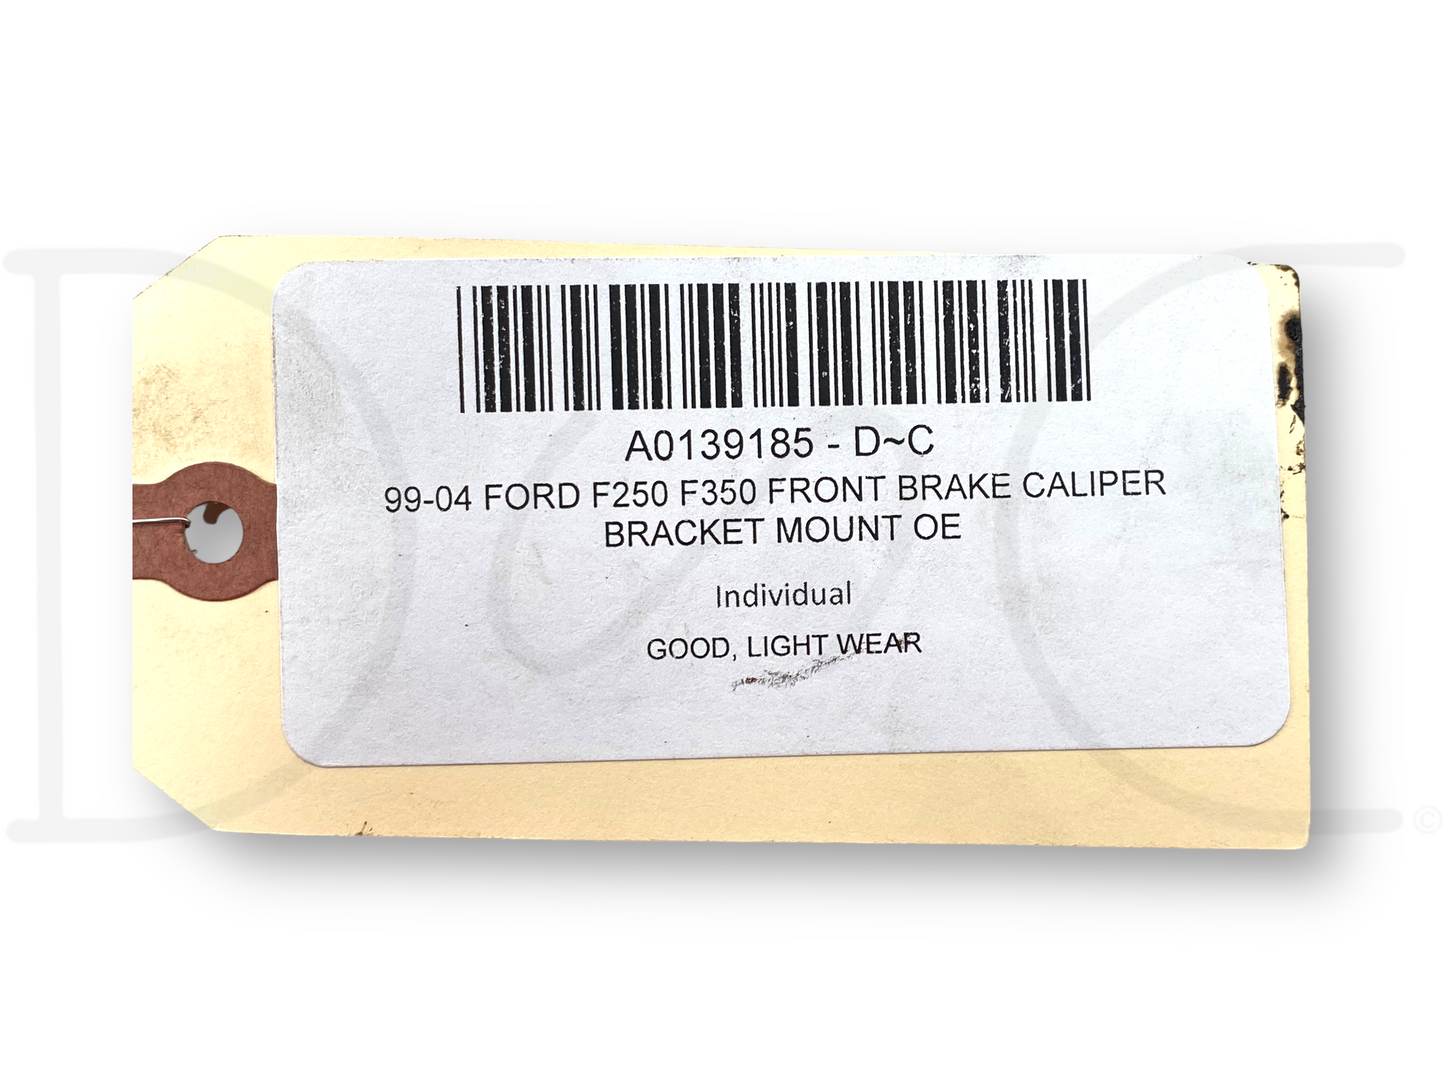 A0139185 - D~C
99-04 FORD F250 F350 FRONT BRAKE CALIPER
BRACKET MOUNT OE
Individual
GOOD, LIGHT WEAR
D&C
©